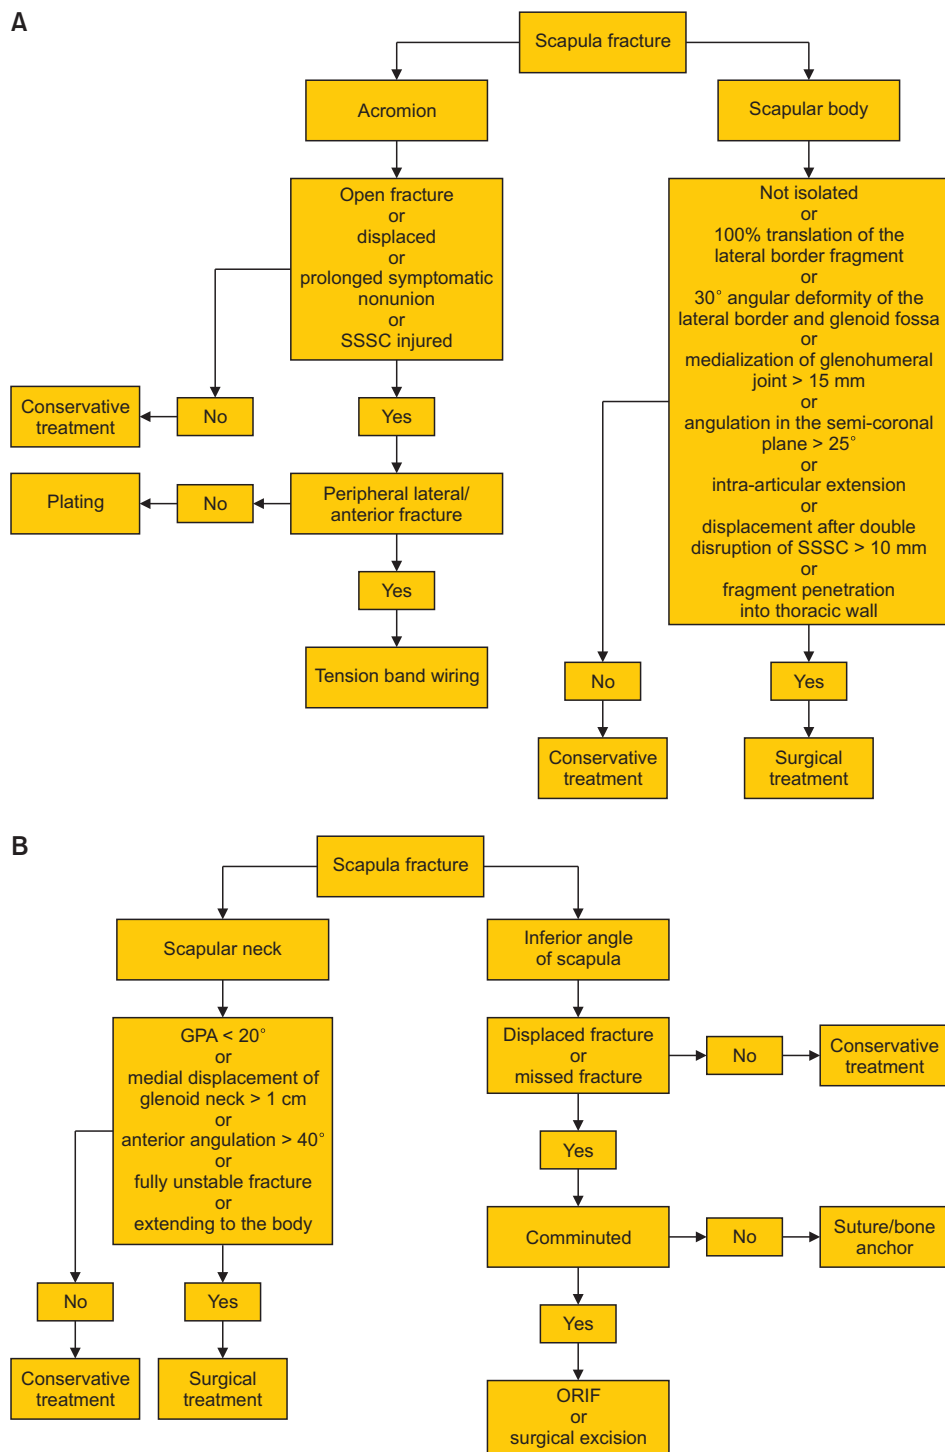 A
Scapula fracture
Acromion
Scapular body
Open fracture
or
displaced
or
prolonged symptomatic
nonunion
or
SSSC injured
Not isolated
or
100% translation of the
lateral border fragment
or
30° angular deformity of the
lateral border and glenoid fossa
or
medialization of glenohumeral
joint > 15 mm
or
angulation in the semi-coronal
plane > 25°
or
intra-articular extension
or
displacement after double
disruption of SSSC > 10 mm
or
fragment penetration
into thoracic wall
Conservative
treatment
No
Yes
Plating
No
Peripheral lateral/
anterior fracture
Yes
Tension band wiring
No
Yes
Conservative
treatment
Surgical
treatment
B
Scapula fracture
Scapular neck
Inferior angle
of scapula
GPA < 20°
or
medial displacement of
glenoid neck > 1 cm
or
anterior angulation > 40°
or
fully unstable fracture
or
extending to the body
Displaced fracture
or
missed fracture
No
Conservative
treatment
Yes
Comminuted
No
Suture/bone
anchor
No
Yes
Yes
Conservative
treatment
Surgical
treatment
ORIF
or
surgical excision